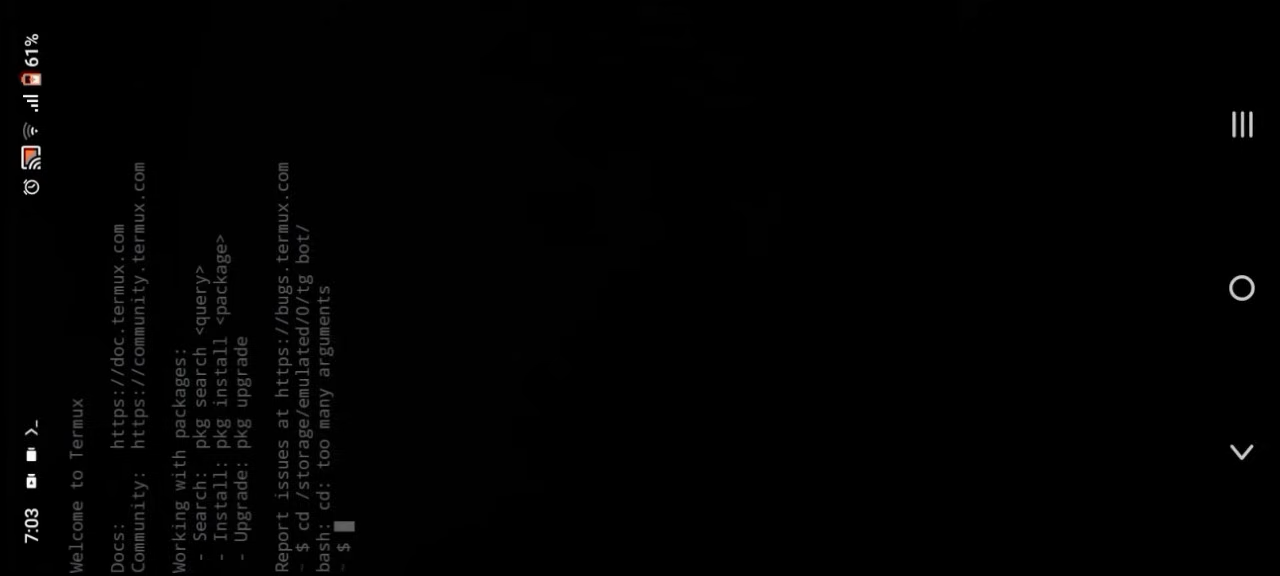 7:03 >_ 61%
Welcome to Termux
Docs: https://doc.termux.com
Community: https://community.termux.com
Working with packages:
- Search: pkg search <query>
- Install: pkg install <package>
- Upgrade: pkg upgrade
Report issues at https://bugs.termux.com
~ $ cd /storage/emulated/0/tg bot/
bash: cd: too many arguments
~ $